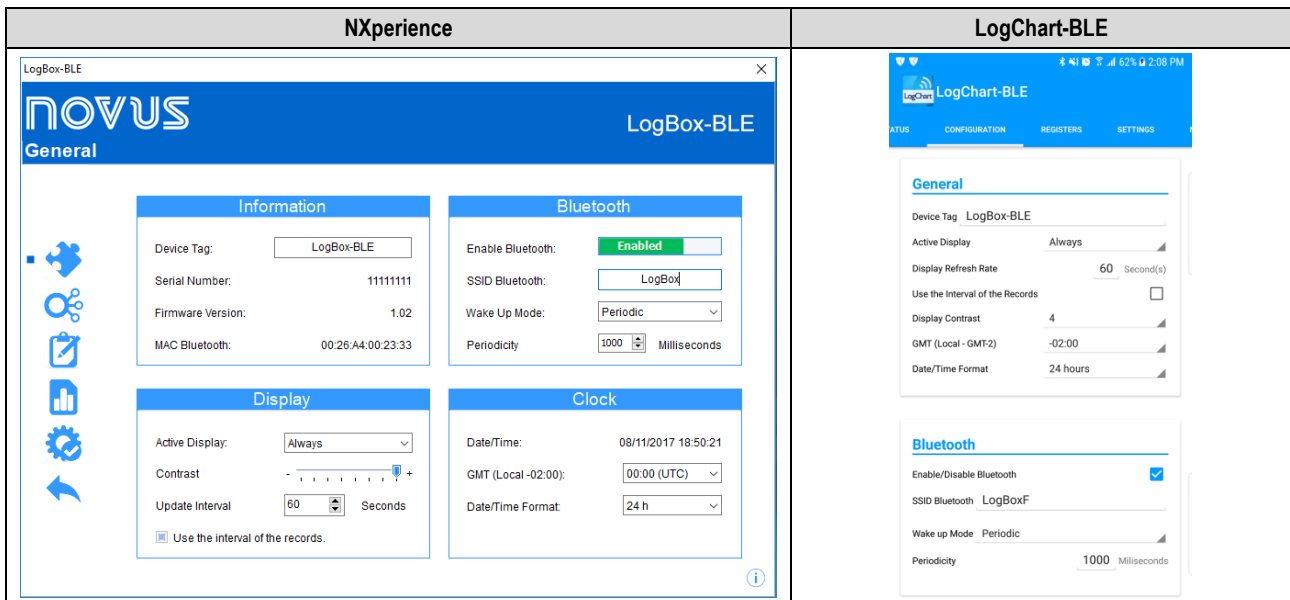 NXperience
LogChart-BLE
LogBox-BLE
novus
LogBox-BLE
General
Information
Device Tag: LogBox-BLE
Serial Number: 11111111
Firmware Version: 1.02
MAC Bluetooth: 00:26:A4:00:23:33
Bluetooth
Enable Bluetooth: Enabled
SSID Bluetooth: LogBox
Wake Up Mode: Periodic
Periodicity 1000 Milliseconds
Display
Active Display: Always
Contrast - +
Update Interval 60 Seconds
Use the interval of the records.
Clock
Date/Time: 08/11/2017 18:50:21
GMT (Local -02:00): 00:00 (UTC)
Date/Time Format: 24 h
62% 2:08 PM
LogChart LogChart-BLE
ATUS CONFIGURATION REGISTERS SETTINGS
General
Device Tag LogBox-BLE
Active Display Always
Display Refresh Rate 60 Second(s)
Use the Interval of the Records
Display Contrast 4
GMT (Local - GMT-2) -02:00
Date/Time Format 24 hours
Bluetooth
Enable/Disable Bluetooth
SSID Bluetooth LogBoxF
Wake up Mode Periodic
Periodicity 1000 Miliseconds